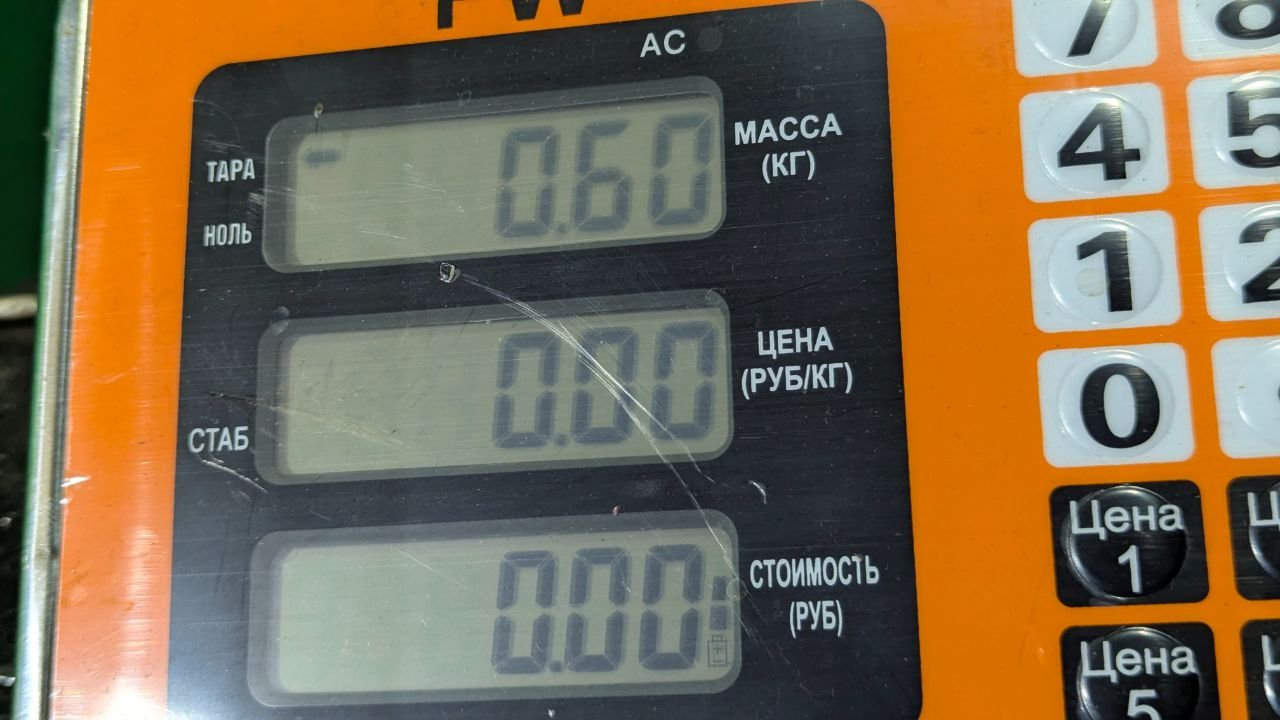 AC
ТАРА
НОЛЬ
0.60
МАССА
(КГ)
СТАБ
0.00
ЦЕНА
(РУБ/КГ)
0.00
СТОИМОСТЬ
(РУБ)
7
8
4
5
1
2
0
Цена
1
Цена
5